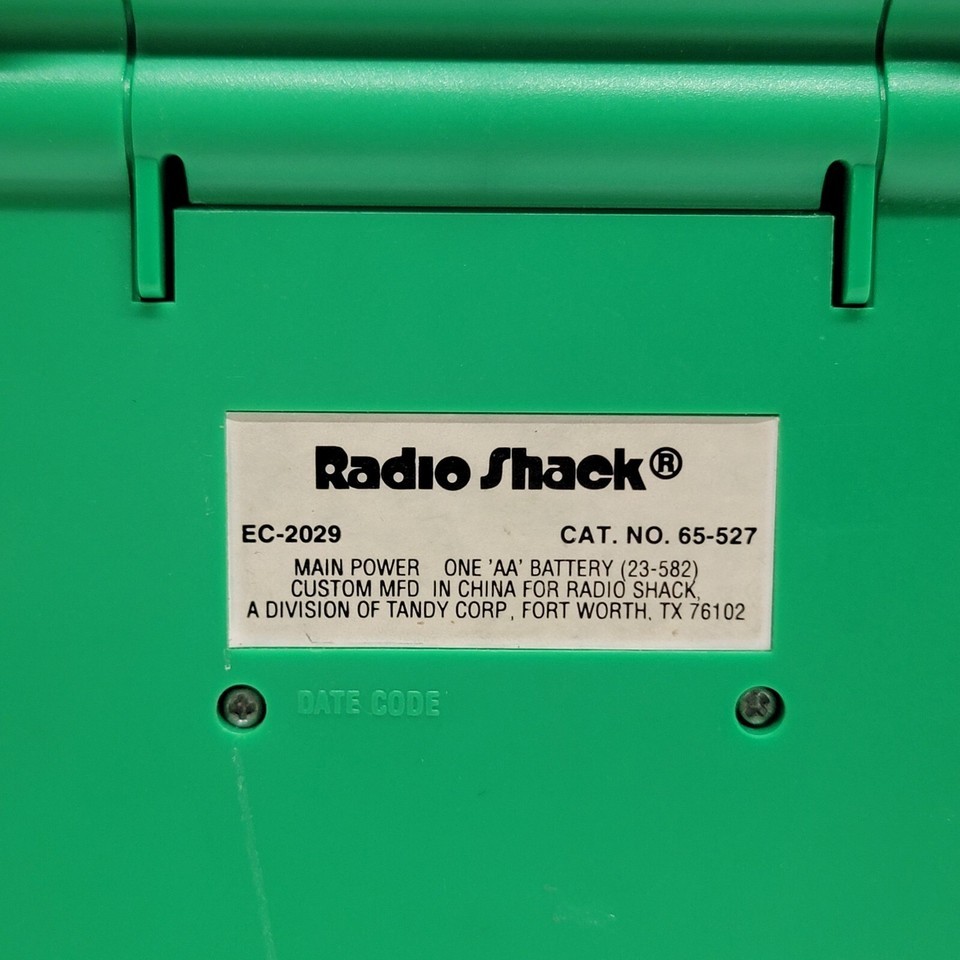 Radio Shack®
EC-2029 CAT. NO. 65-527
MAIN POWER ONE 'AA' BATTERY (23-582)
CUSTOM MFD IN CHINA FOR RADIO SHACK,
A DIVISION OF TANDY CORP, FORT WORTH, TX 76102
DATE CODE